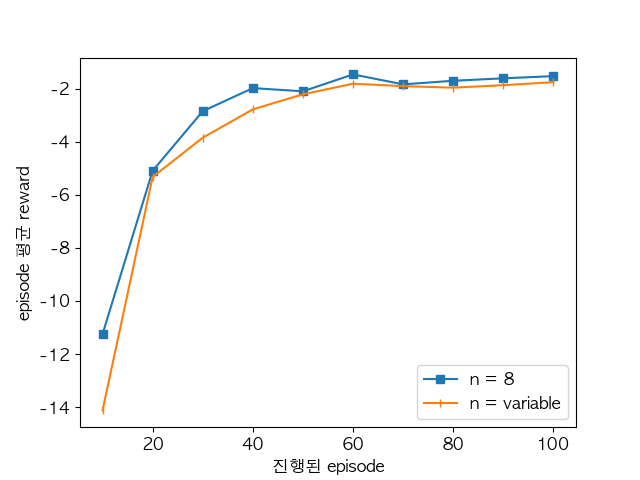 -2
-4
-6
-8
-10
-12
-14
episode 평균 reward
n = 8
n = variable
20 40 60 80 100
진행된 episode